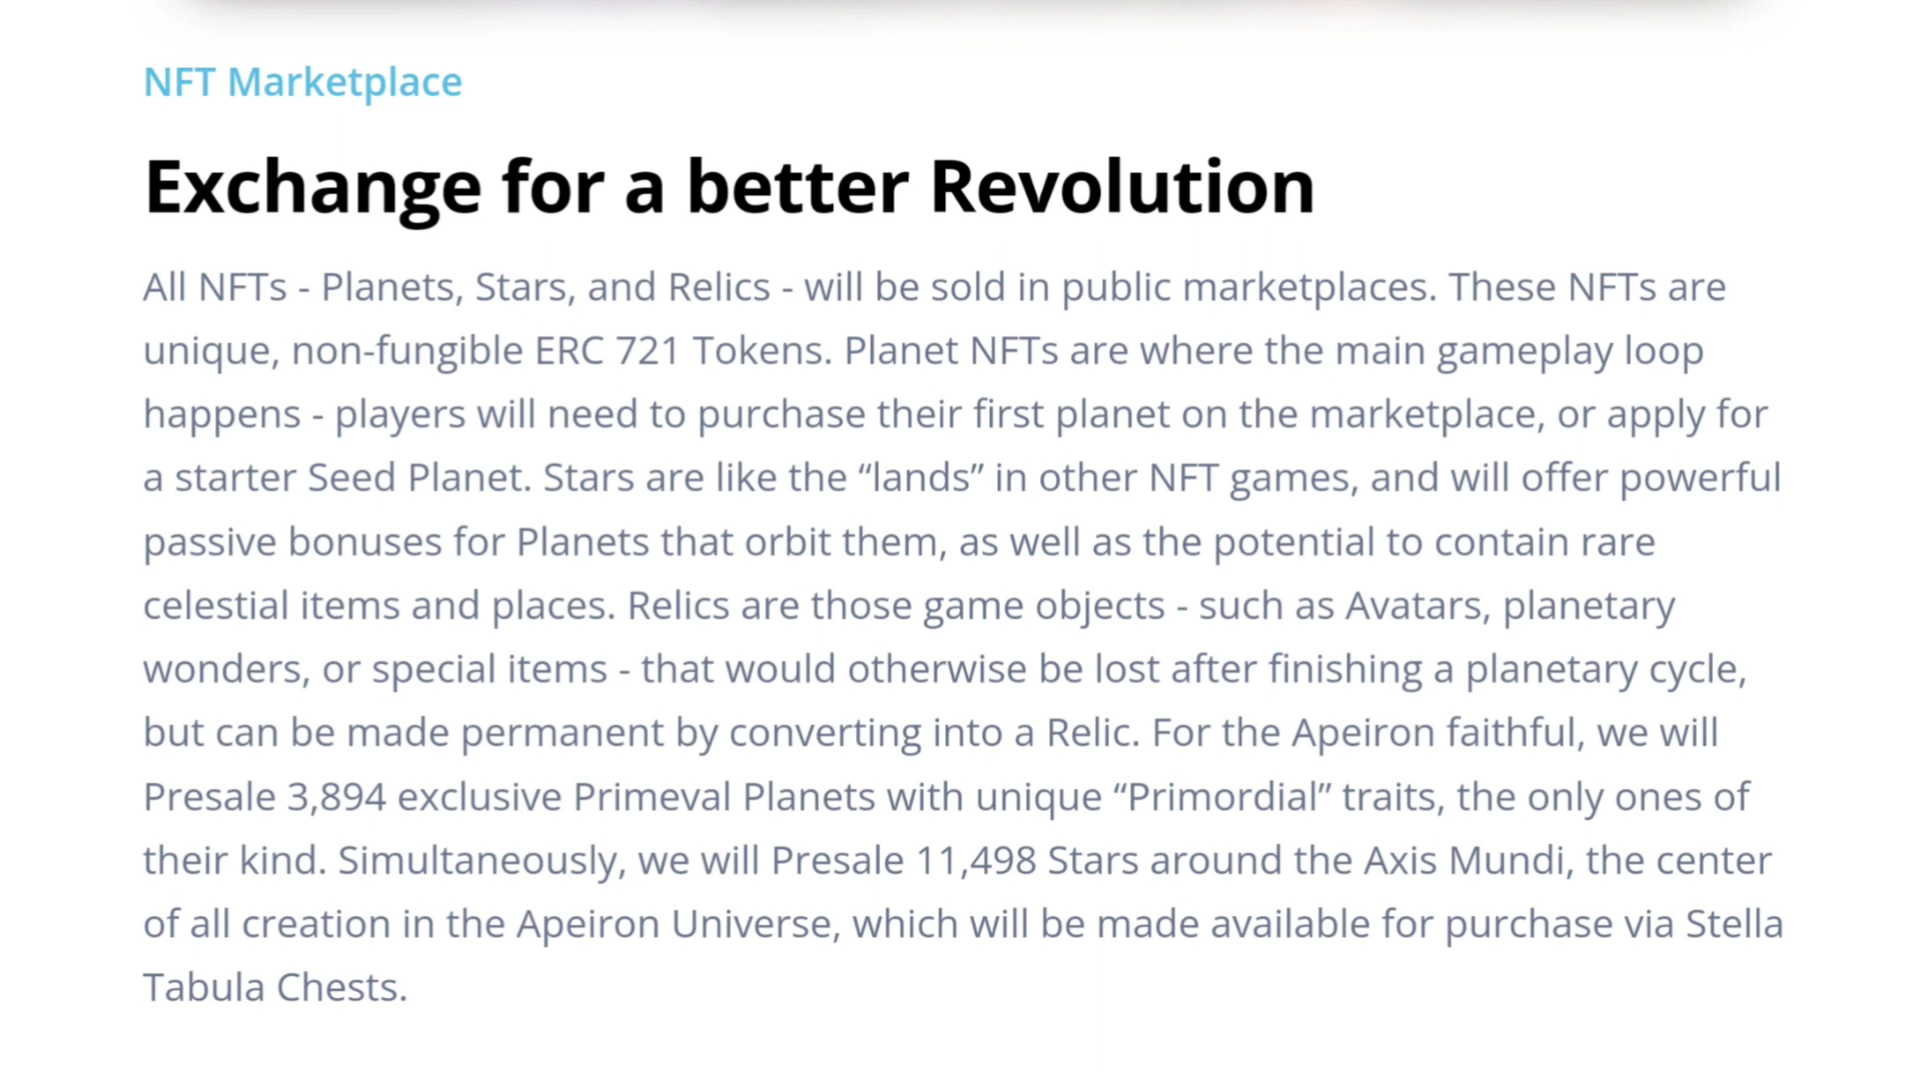 NFT Marketplace
Exchange for a better Revolution
All NFTs - Planets, Stars, and Relics - will be sold in public marketplaces. These NFTs are
unique, non-fungible ERC 721 Tokens. Planet NFTs are where the main gameplay loop
happens - players will need to purchase their first planet on the marketplace, or apply for
a starter Seed Planet. Stars are like the “lands” in other NFT games, and will offer powerful
passive bonuses for Planets that orbit them, as well as the potential to contain rare
celestial items and places. Relics are those game objects - such as Avatars, planetary
wonders, or special items - that would otherwise be lost after finishing a planetary cycle,
but can be made permanent by converting into a Relic. For the Apeiron faithful, we will
Presale 3,894 exclusive Primeval Planets with unique “Primordial” traits, the only ones of
their kind. Simultaneously, we will Presale 11,498 Stars around the Axis Mundi, the center
of all creation in the Apeiron Universe, which will be made available for purchase via Stella
Tabula Chests.